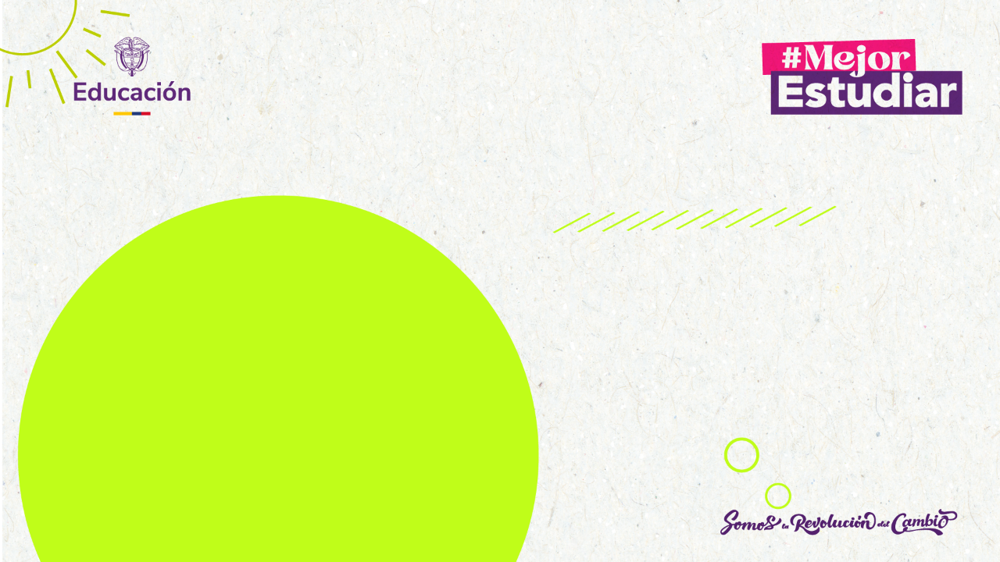 Educación
#Mejor
Estudiar
Somos la Revolución del Cambio